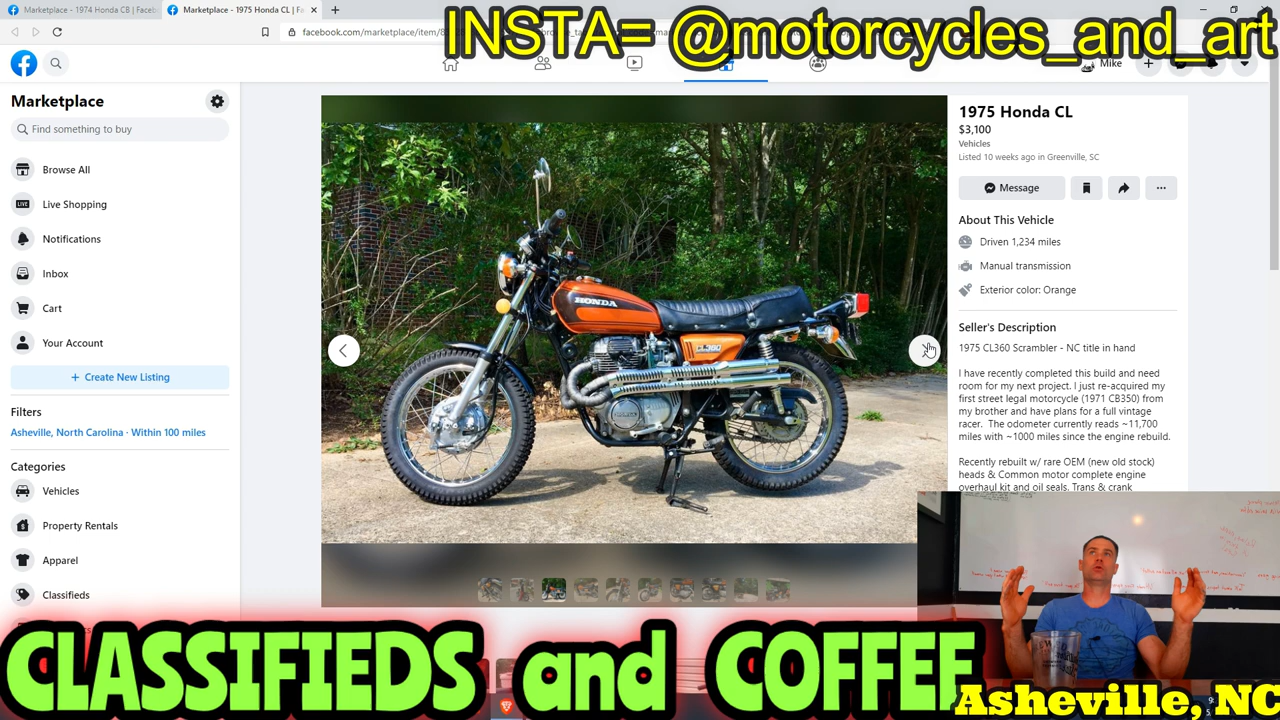 Marketplace - 1974 Honda CB | Faceb
Marketplace - 1975 Honda CL | Fa
INSTA= @motorcycles_and_art
facebook.com/marketplace/item/8
Mike
Marketplace
Find something to buy
Browse All
LIVE
Live Shopping
Notifications
Inbox
Cart
Your Account
+ Create New Listing
Filters
Asheville, North Carolina · Within 100 miles
Categories
Vehicles
Property Rentals
Apparel
Classifieds
HONDA
CL360
1975 Honda CL
$3,100
Vehicles
Listed 10 weeks ago in Greenville, SC
Message
About This Vehicle
Driven 1,234 miles
Manual transmission
Exterior color: Orange
Seller's Description
1975 CL360 Scrambler - NC title in hand
I have recently completed this build and need
room for my next project. I just re-acquired my
first street legal motorcycle (1971 CB350) from
my brother and have plans for a full vintage
racer. The odometer currently reads ~11,700
miles with ~1000 miles since the engine rebuild.
Recently rebuilt w/ rare OEM (new old stock)
heads & Common motor complete engine
overhaul kit and oil seals. Trans & crank
CLASSIFIEDS and COFFEE
Asheville, NC